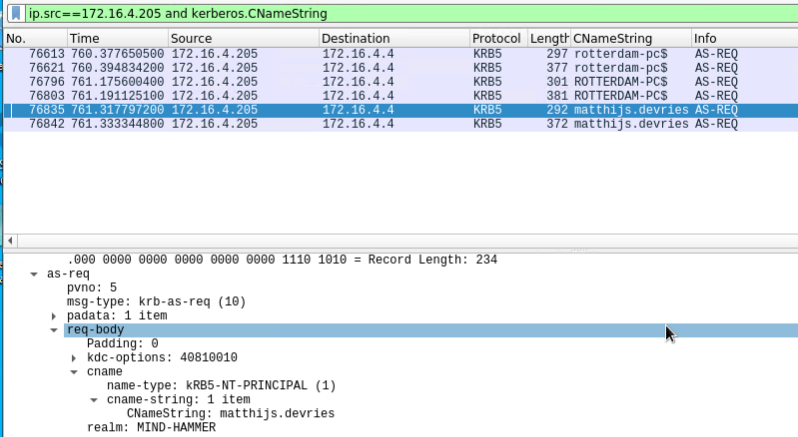 ip.src==172.16.4.205 and kerberos.CNameString
No. Time Source Destination Protocol Length CNameString Info
76613 760.377650500 172.16.4.205 172.16.4.4 KRB5 297 rotterdam-pc$ AS-REQ
76621 760.394834200 172.16.4.205 172.16.4.4 KRB5 377 rotterdam-pc$ AS-REQ
76796 761.175600400 172.16.4.205 172.16.4.4 KRB5 301 ROTTERDAM-PC$ AS-REQ
76803 761.191125100 172.16.4.205 172.16.4.4 KRB5 381 ROTTERDAM-PC$ AS-REQ
76835 761.317797200 172.16.4.205 172.16.4.4 KRB5 292 matthijs.devries AS-REQ
76842 761.333344800 172.16.4.205 172.16.4.4 KRB5 372 matthijs.devries AS-REQ
.000 0000 0000 0000 0000 0000 1110 1010 = Record Length: 234
as-req
pvno: 5
msg-type: krb-as-req (10)
padata: 1 item
req-body
Padding: 0
kdc-options: 40810010
cname
name-type: kRB5-NT-PRINCIPAL (1)
cname-string: 1 item
CNameString: matthijs.devries
realm: MIND-HAMMER